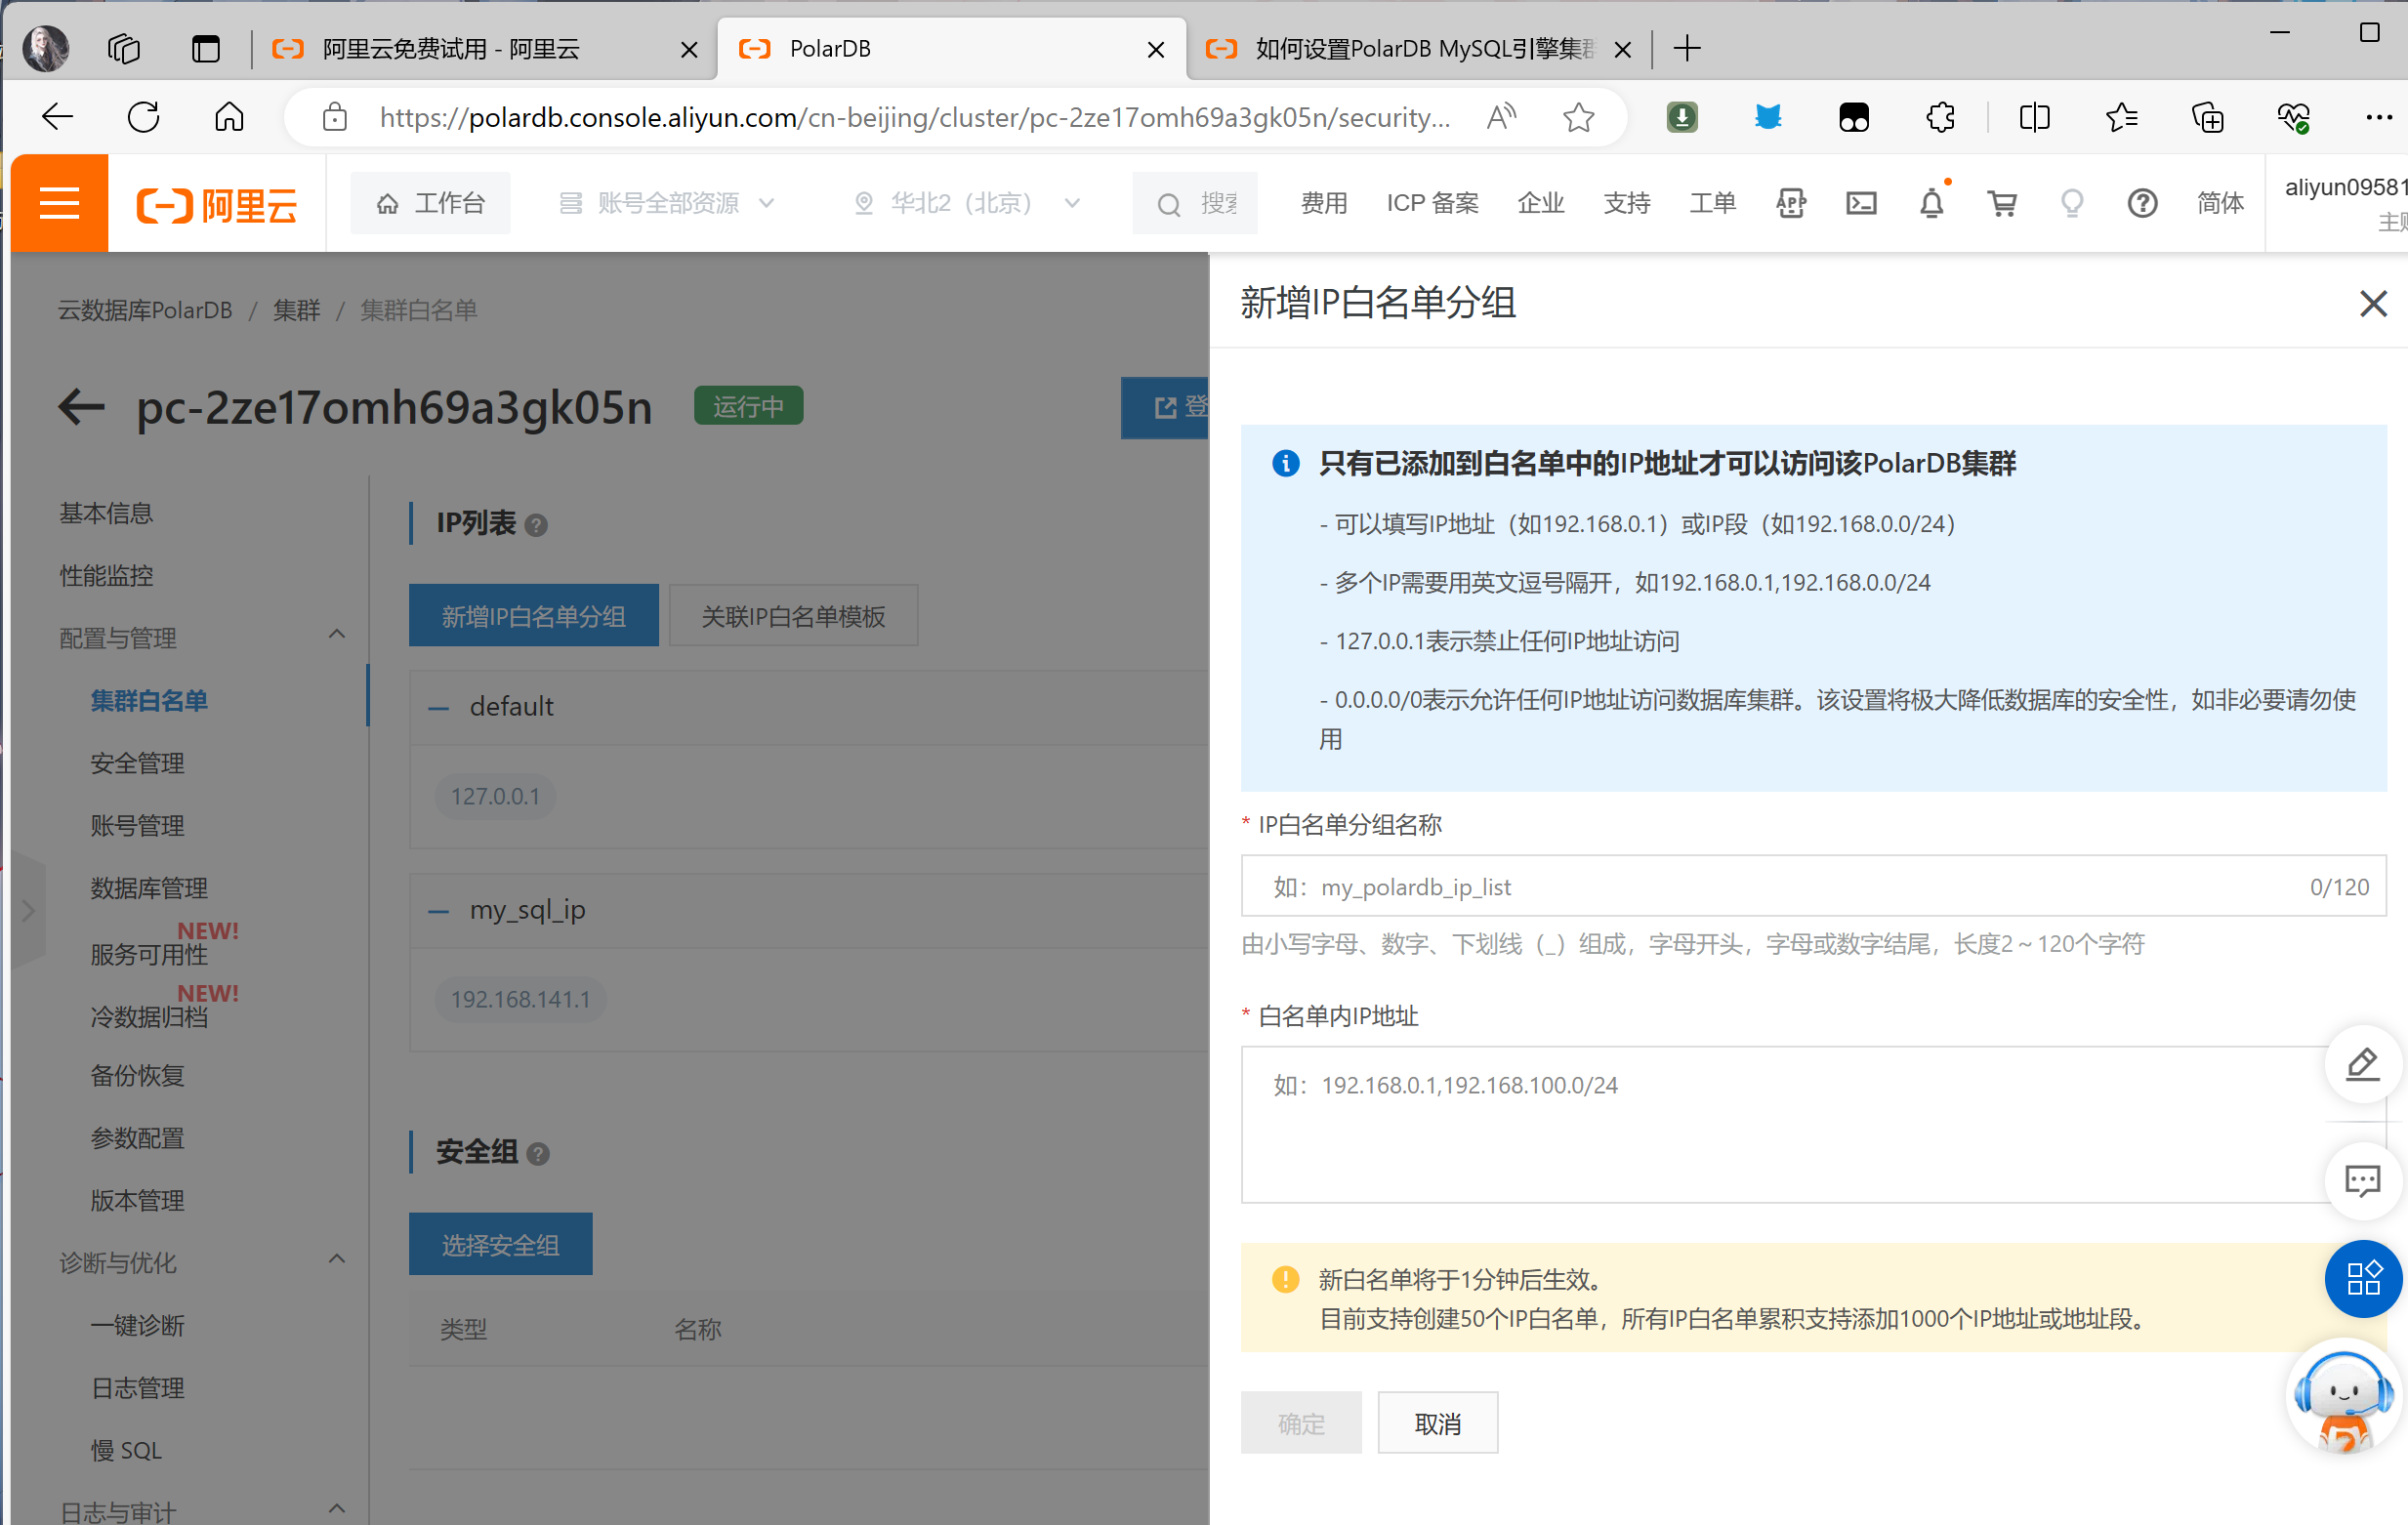 阿里云免费试用 - 阿里云
PolarDB
如何设置PolarDB MySQL引擎集群
https://polardb.console.aliyun.com/cn-beijing/cluster/pc-2ze17omh69a3gk05n/security...
阿里云
工作台
账号全部资源
华北2（北京）
搜索
费用
ICP 备案
企业
支持
工单
简体
aliyun09581
主账
云数据库PolarDB / 集群 / 集群白名单
pc-2ze17omh69a3gk05n
运行中
登
基本信息
性能监控
配置与管理
集群白名单
安全管理
账号管理
数据库管理
NEW!
服务可用性
NEW!
冷数据归档
备份恢复
参数配置
版本管理
诊断与优化
一键诊断
日志管理
慢 SQL
日志与审计
IP列表
新增IP白名单分组
关联IP白名单模板
default
127.0.0.1
my_sql_ip
192.168.141.1
安全组
选择安全组
类型
名称
新增IP白名单分组
只有已添加到白名单中的IP地址才可以访问该PolarDB集群
- 可以填写IP地址（如192.168.0.1）或IP段（如192.168.0.0/24）
- 多个IP需要用英文逗号隔开，如192.168.0.1,192.168.0.0/24
- 127.0.0.1表示禁止任何IP地址访问
- 0.0.0.0/0表示允许任何IP地址访问数据库集群。该设置将极大降低数据库的安全性，如非必要请勿使
用
* IP白名单分组名称
如：my_polardb_ip_list
0/120
由小写字母、数字、下划线（_）组成，字母开头，字母或数字结尾，长度2～120个字符
* 白名单内IP地址
如：192.168.0.1,192.168.100.0/24
新白名单将于1分钟后生效。
目前支持创建50个IP白名单，所有IP白名单累积支持添加1000个IP地址或地址段。
确定
取消